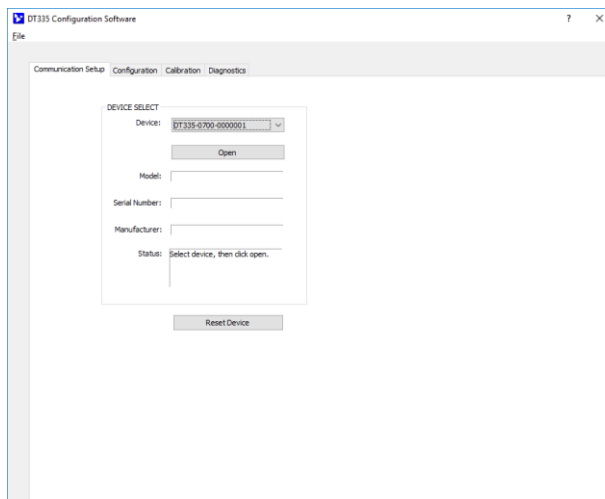 DT335 Configuration Software ? X
File
Communication Setup Configuration Calibration Diagnostics
DEVICE SELECT
Device: DT335-0700-0000001
Open
Model:
Serial Number:
Manufacturer:
Status: Select device, then click open.
Reset Device